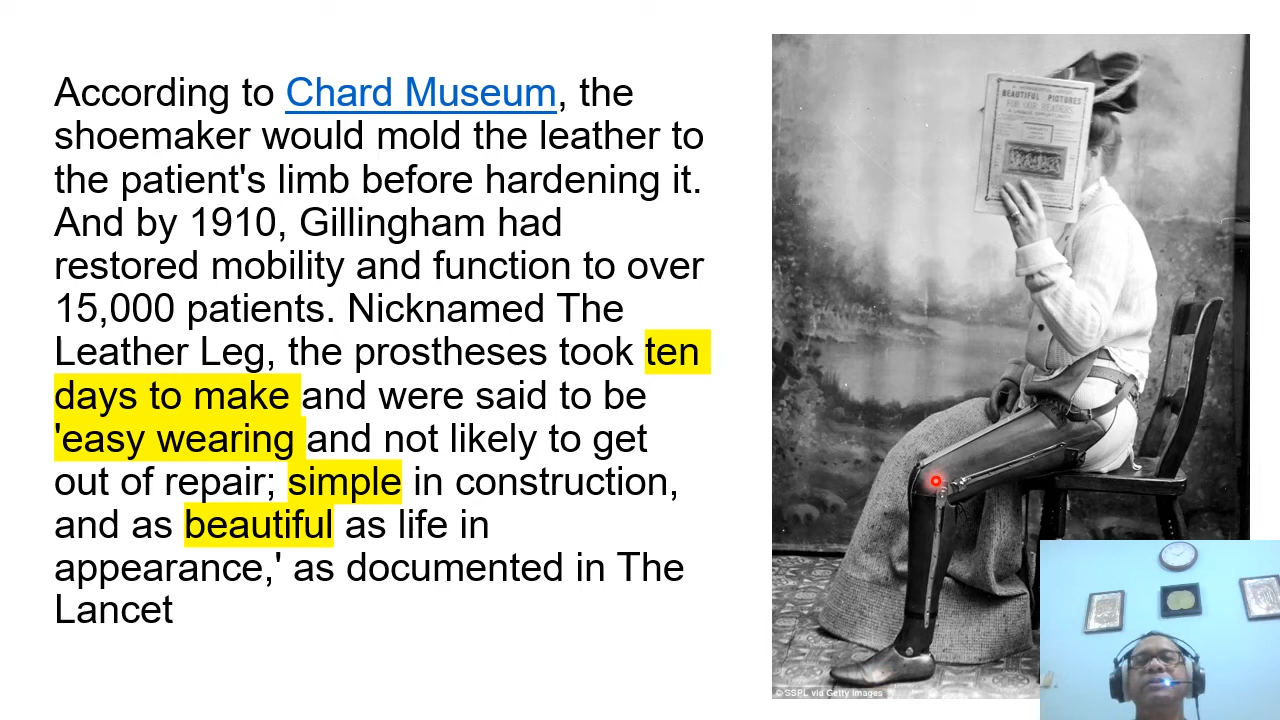 According to Chard Museum, the
shoemaker would mold the leather to
the patient's limb before hardening it.
And by 1910, Gillingham had
restored mobility and function to over
15,000 patients. Nicknamed The
Leather Leg, the prostheses took ten
days to make and were said to be
'easy wearing and not likely to get
out of repair; simple in construction,
and as beautiful as life in
appearance,' as documented in The
Lancet
BEAUTIFUL PICTURES
FOR OUR READERS
© SSPL via Getty Images